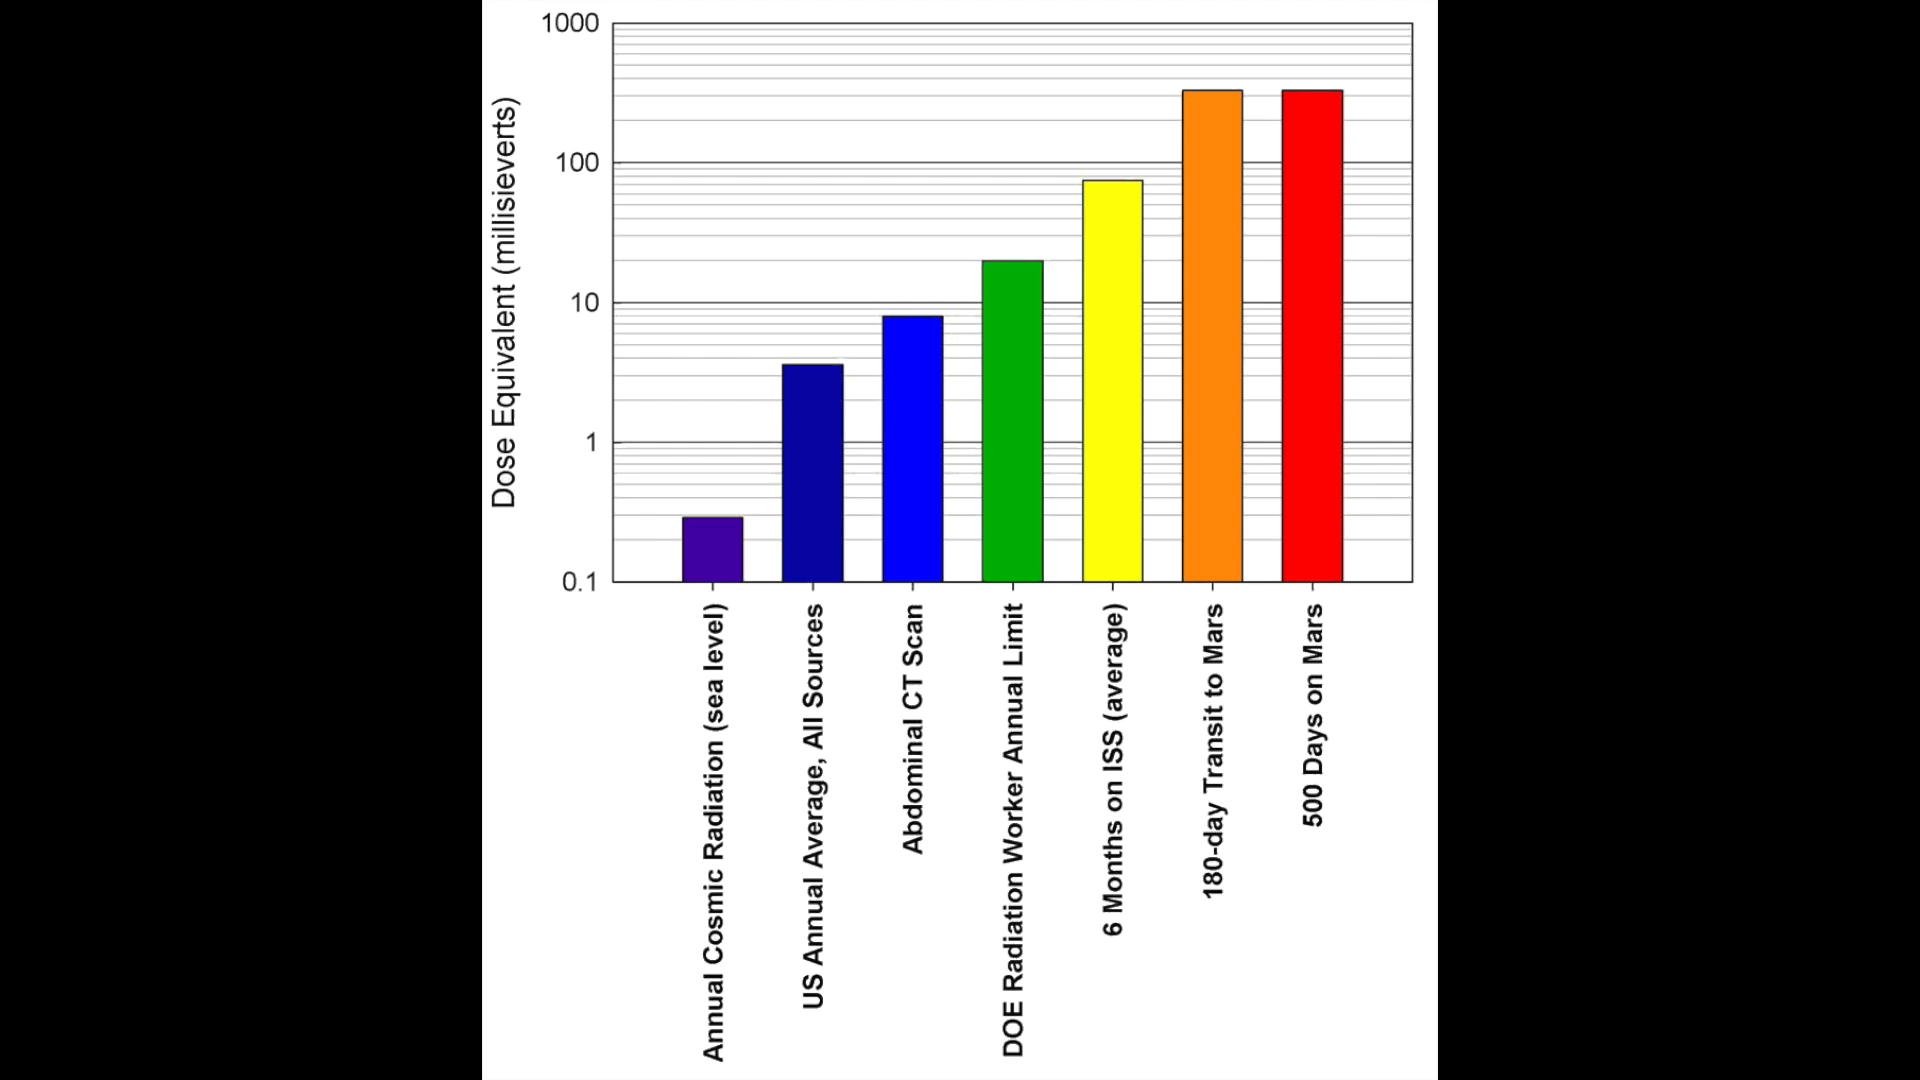 1000
100
10
1
0.1
Dose Equivalent (millisieverts)
Annual Cosmic Radiation (sea level)
US Annual Average, All Sources
Abdominal CT Scan
DOE Radiation Worker Annual Limit
6 Months on ISS (average)
180-day Transit to Mars
500 Days on Mars